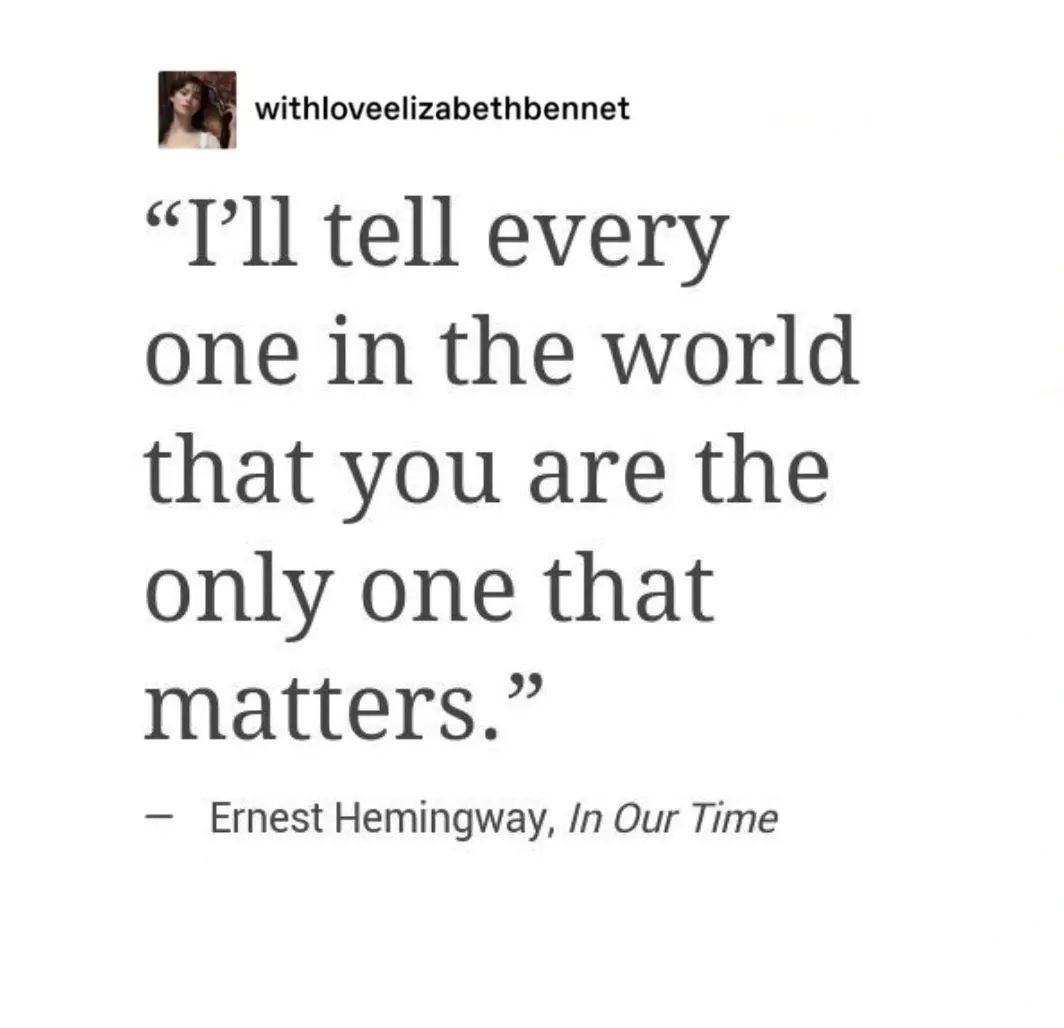 withloveelizabethbennet
“I’ll tell every
one in the world
that you are the
only one that
matters.”
— Ernest Hemingway, In Our Time